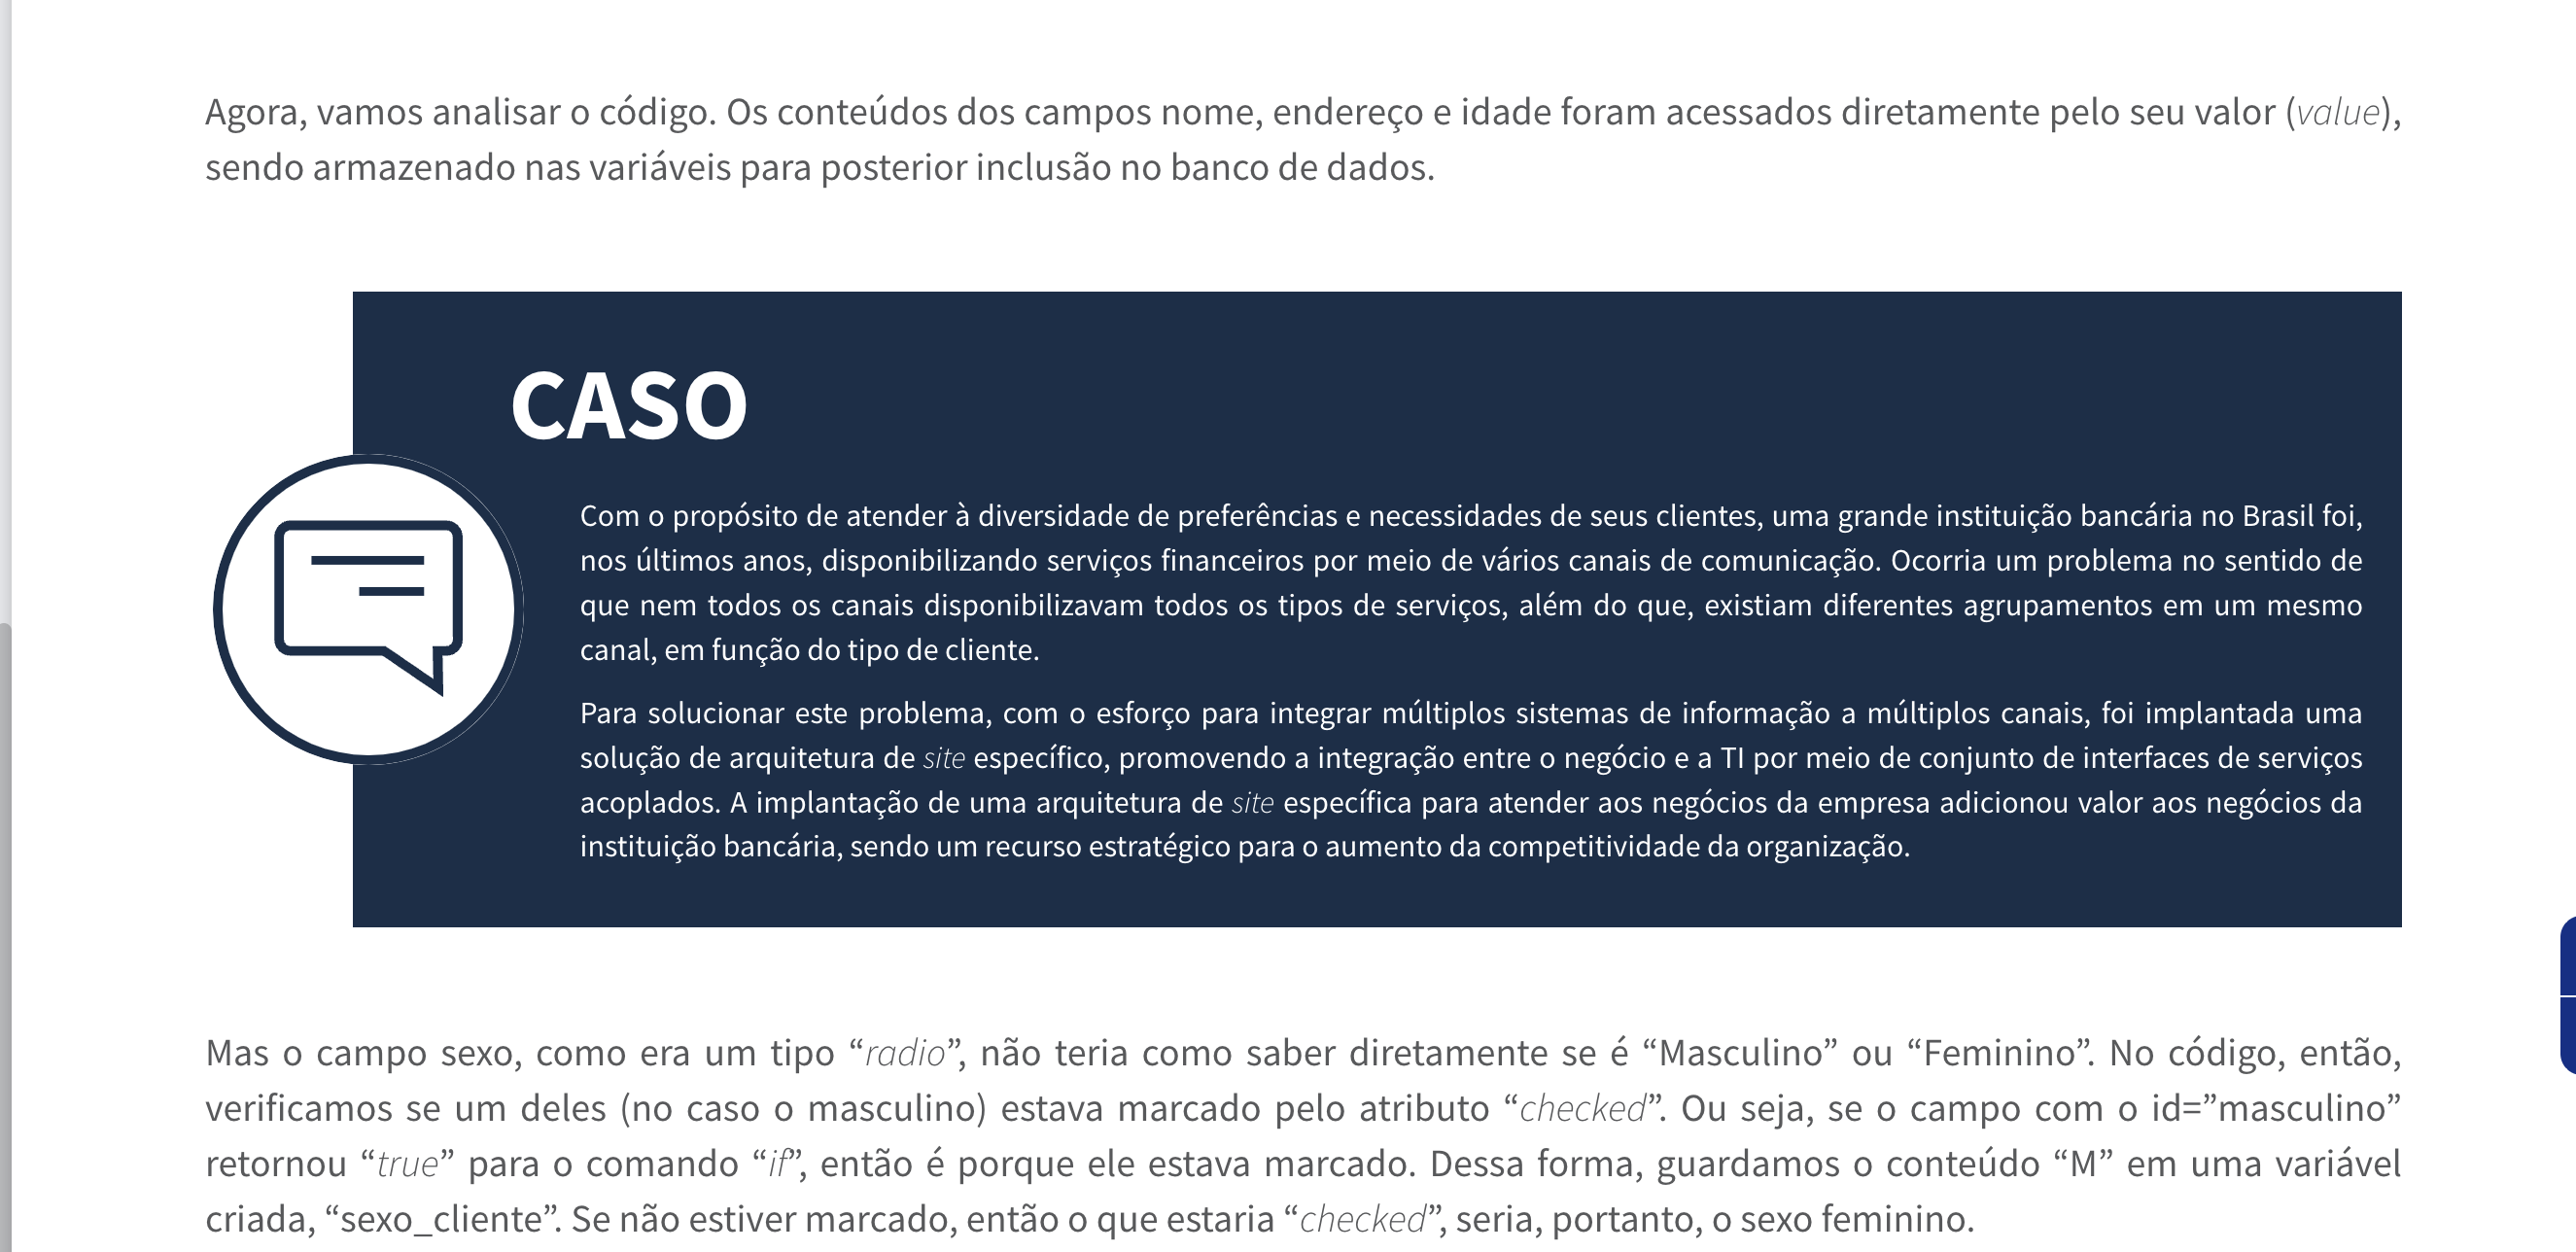 Agora, vamos analisar o código. Os conteúdos dos campos nome, endereço e idade foram acessados diretamente pelo seu valor (value),
sendo armazenado nas variáveis para posterior inclusão no banco de dados.
CASO
Com o propósito de atender à diversidade de preferências e necessidades de seus clientes, uma grande instituição bancária no Brasil foi,
nos últimos anos, disponibilizando serviços financeiros por meio de vários canais de comunicação. Ocorria um problema no sentido de
que nem todos os canais disponibilizavam todos os tipos de serviços, além do que, existiam diferentes agrupamentos em um mesmo
canal, em função do tipo de cliente.
Para solucionar este problema, com o esforço para integrar múltiplos sistemas de informação a múltiplos canais, foi implantada uma
solução de arquitetura de site específico, promovendo a integração entre o negócio e a TI por meio de conjunto de interfaces de serviços
acoplados. A implantação de uma arquitetura de site específica para atender aos negócios da empresa adicionou valor aos negócios da
instituição bancária, sendo um recurso estratégico para o aumento da competitividade da organização.
Mas o campo sexo, como era um tipo “radio”, não teria como saber diretamente se é “Masculino” ou “Feminino”. No código, então,
verificamos se um deles (no caso o masculino) estava marcado pelo atributo “checked”. Ou seja, se o campo com o id=”masculino”
retornou “true” para o comando “if”, então é porque ele estava marcado. Dessa forma, guardamos o conteúdo “M” em uma variável
criada, “sexo_cliente”. Se não estiver marcado, então o que estaria “checked”, seria, portanto, o sexo feminino.